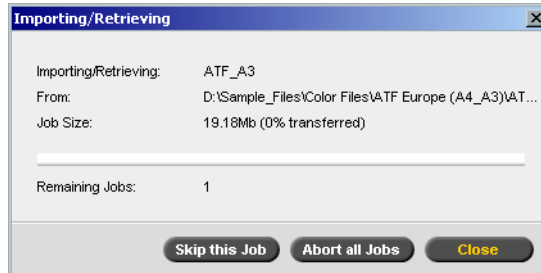 Importing/Retrieving
Importing/Retrieving: ATF_A3
From: D:\Sample_Files\Color Files\ATF Europe (A4_A3)\AT...
Job Size: 19.18Mb (0% transferred)
Remaining Jobs: 1
Skip this Job Abort all Jobs Close